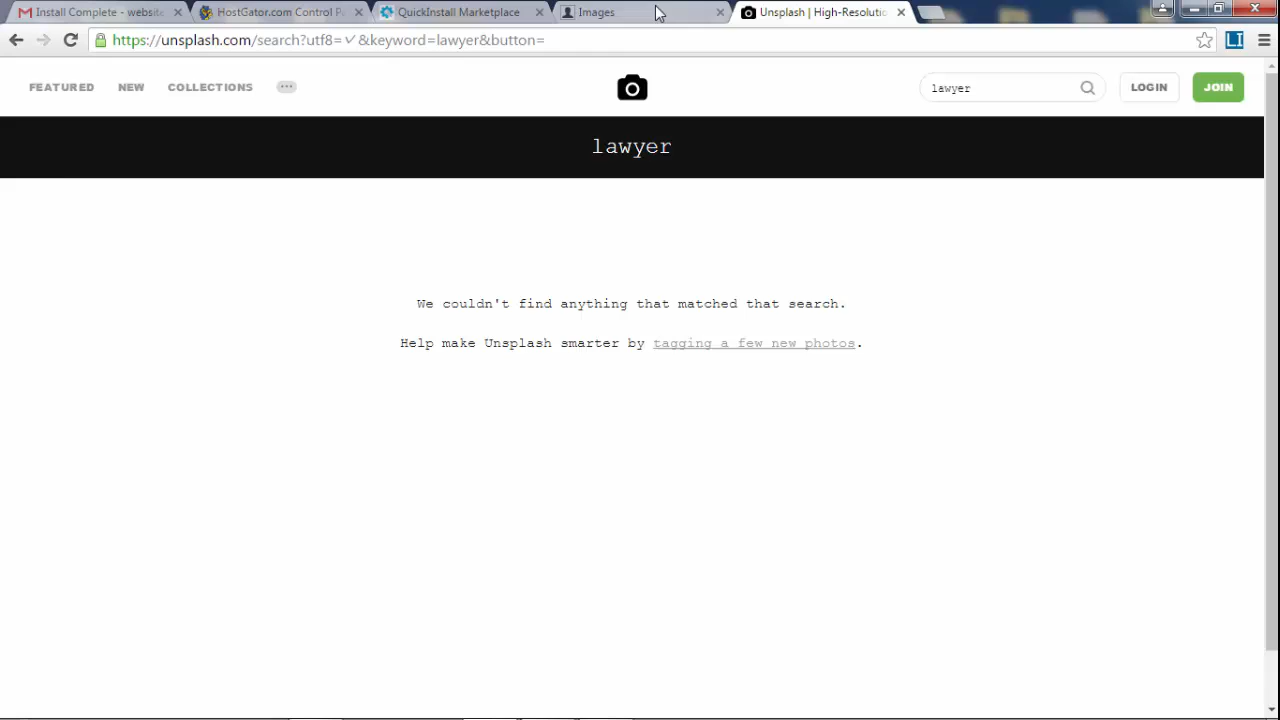 Install Complete - website
HostGator.com Control P
QuickInstall Marketplace
Images
Unsplash | High-Resolutio
https://unsplash.com/search?utf8=✓&keyword=lawyer&button=
LI
FEATURED
NEW
COLLECTIONS
lawyer
LOGIN
JOIN
lawyer
We couldn't find anything that matched that search.
Help make Unsplash smarter by tagging a few new photos.